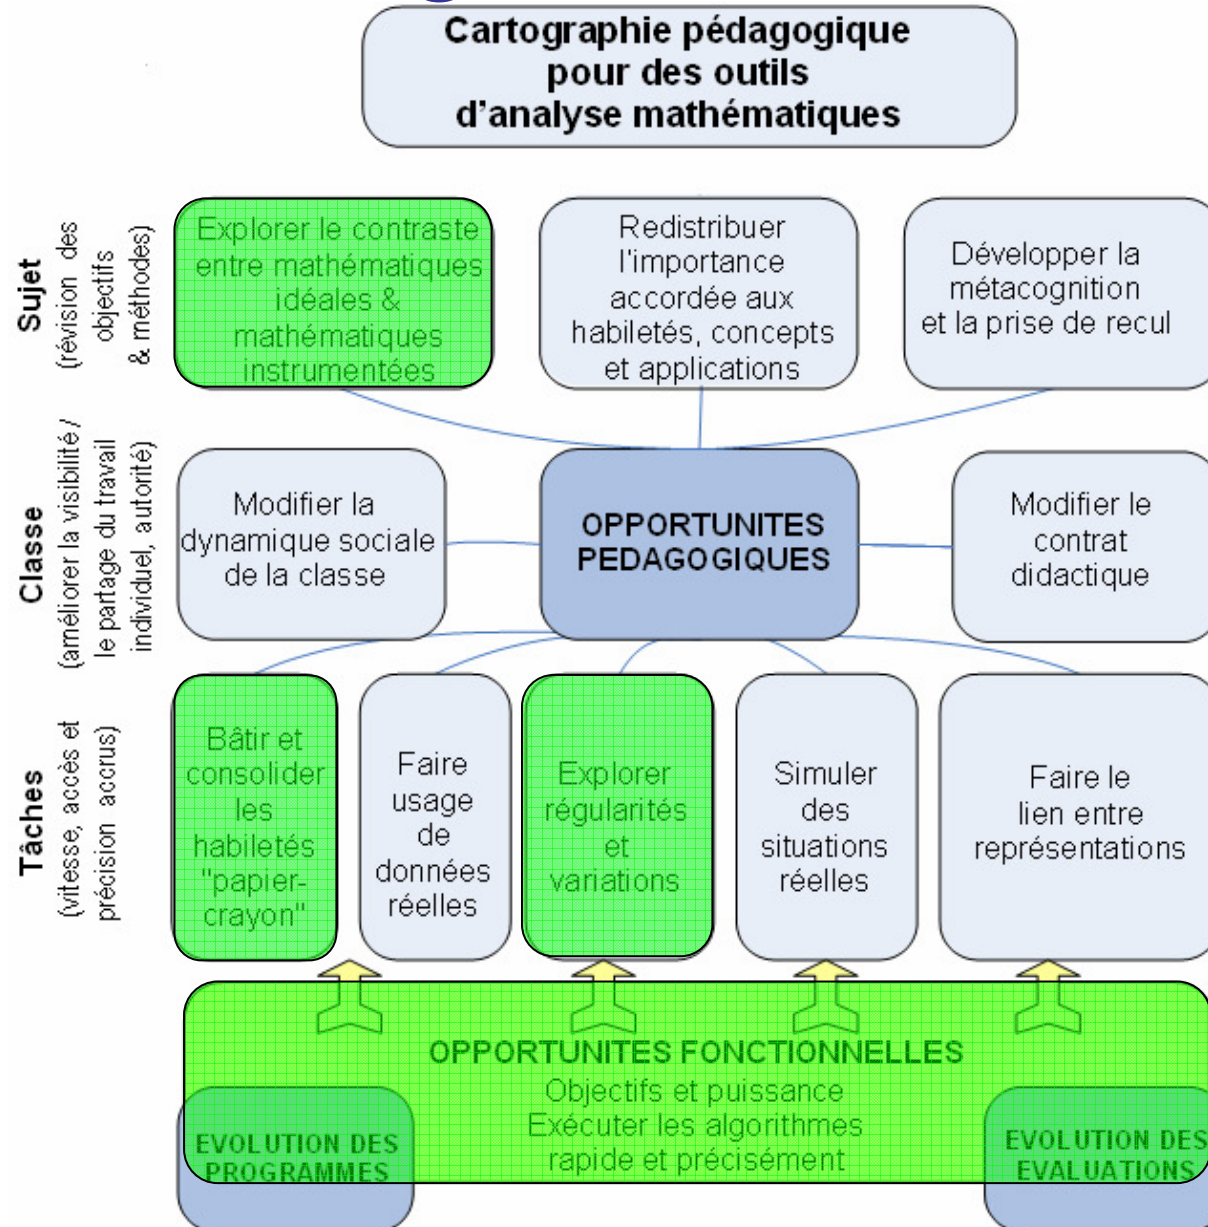 Cartographie pédagogique
pour des outils
d'analyse mathématiques
Sujet
(révision des
objectifs
& méthodes)
Explorer le contraste
entre mathématiques
idéales &
mathématiques
instrumentées
Redistribuer
l'importance
accordée aux
habiletés, concepts
et applications
Développer la
métacognition
et la prise de recul
Classe
(améliorer la visibilité /
le partage du travail
individuel, autorité)
Modifier la
dynamique sociale
de la classe
OPPORTUNITES
PEDAGOGIQUES
Modifier le
contrat
didactique
Tâches
(vitesse, accès et
précision accrus)
Bâtir et
consolider
les
habiletés
"papier-
crayon"
Faire
usage
de
données
réelles
Explorer
régularités
et
variations
Simuler
des
situations
réelles
Faire le
lien entre
représentations
OPPORTUNITES FONCTIONNELLES
Objectifs et puissance
Exécuter les algorithmes
rapide et précisément
EVOLUTION DES
PROGRAMMES
EVOLUTION DES
EVALUATIONS